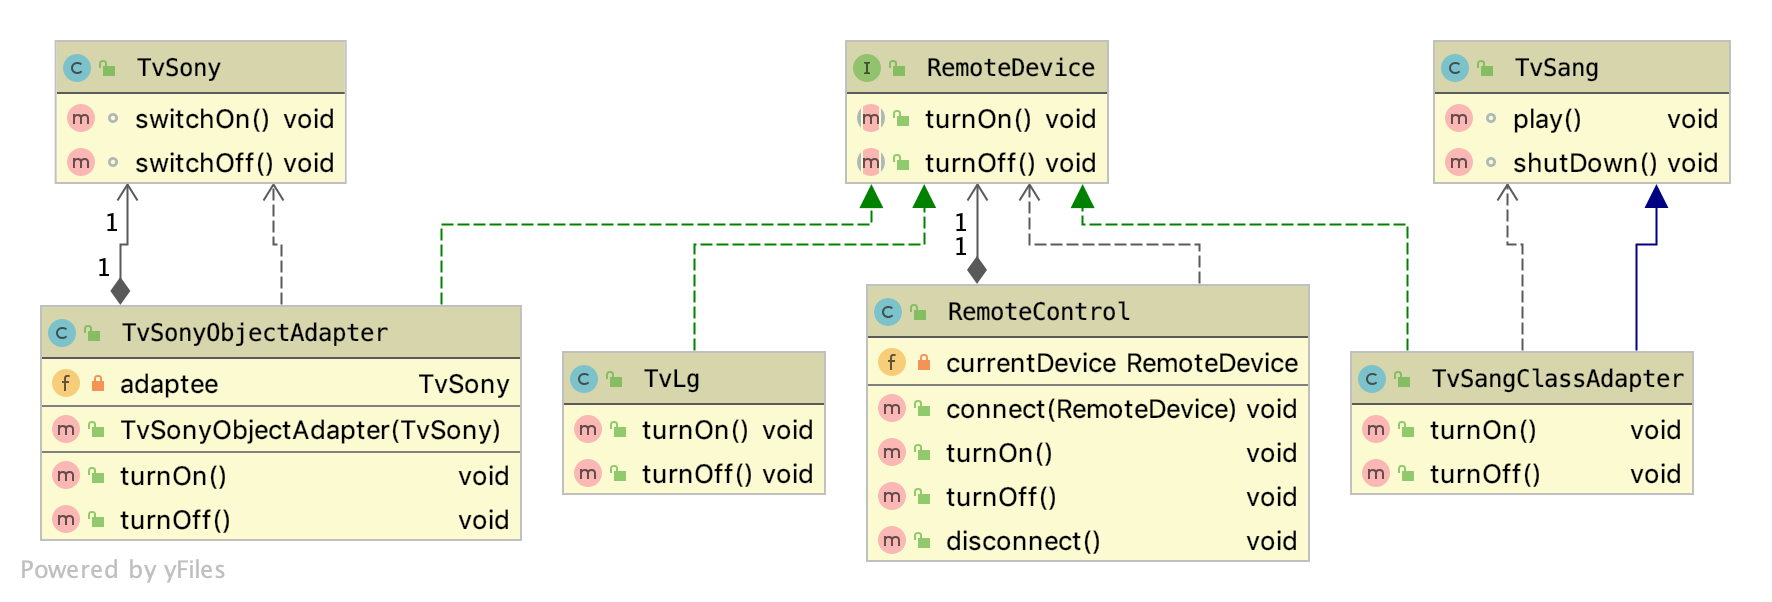 C TvSony
m switchOn() void
m switchOff() void
I RemoteDevice
m turnOn() void
m turnOff() void
C TvSang
m play() void
m shutDown() void
1
1
1
1
C TvSonyObjectAdapter
f adaptee TvSony
m TvSonyObjectAdapter(TvSony)
m turnOn() void
m turnOff() void
C TvLg
m turnOn() void
m turnOff() void
C RemoteControl
f currentDevice RemoteDevice
m connect(RemoteDevice) void
m turnOn() void
m turnOff() void
m disconnect() void
C TvSangClassAdapter
m turnOn() void
m turnOff() void
Powered by yFiles